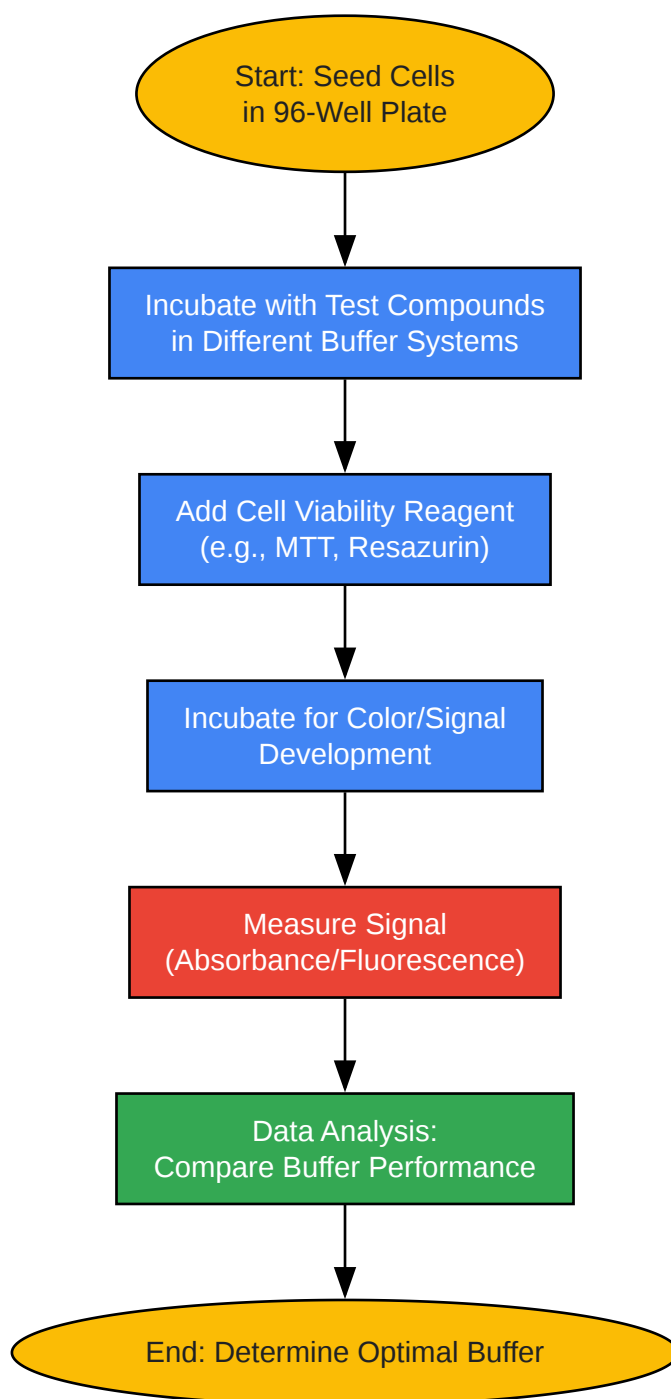 Start: Seed Cells
in 96-Well Plate
Incubate with Test Compounds
in Different Buffer Systems
Add Cell Viability Reagent
(e.g., MTT, Resazurin)
Incubate for Color/Signal
Development
Measure Signal
(Absorbance/Fluorescence)
Data Analysis:
Compare Buffer Performance
End: Determine Optimal Buffer